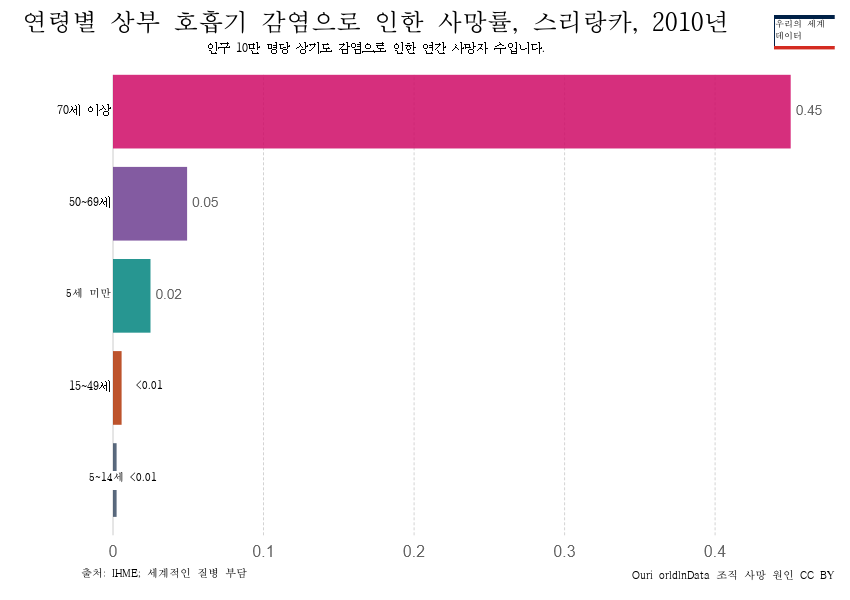 연령별 상부 호흡기 감염으로 인한 사망률, 스리랑카, 2010년
우리의 세계
데이터
인구 10만 명당 상기도 감염으로 인한 연간 사망자 수입니다.
70세 이상
0.45
50~69세
0.05
5세 미만
0.02
15~49세
<0.01
5~14세 <0.01
0 0.1 0.2 0.3 0.4
출처: IHME; 세계적인 질병 부담
Ouri orldInData 조직 사망 원인 CC BY